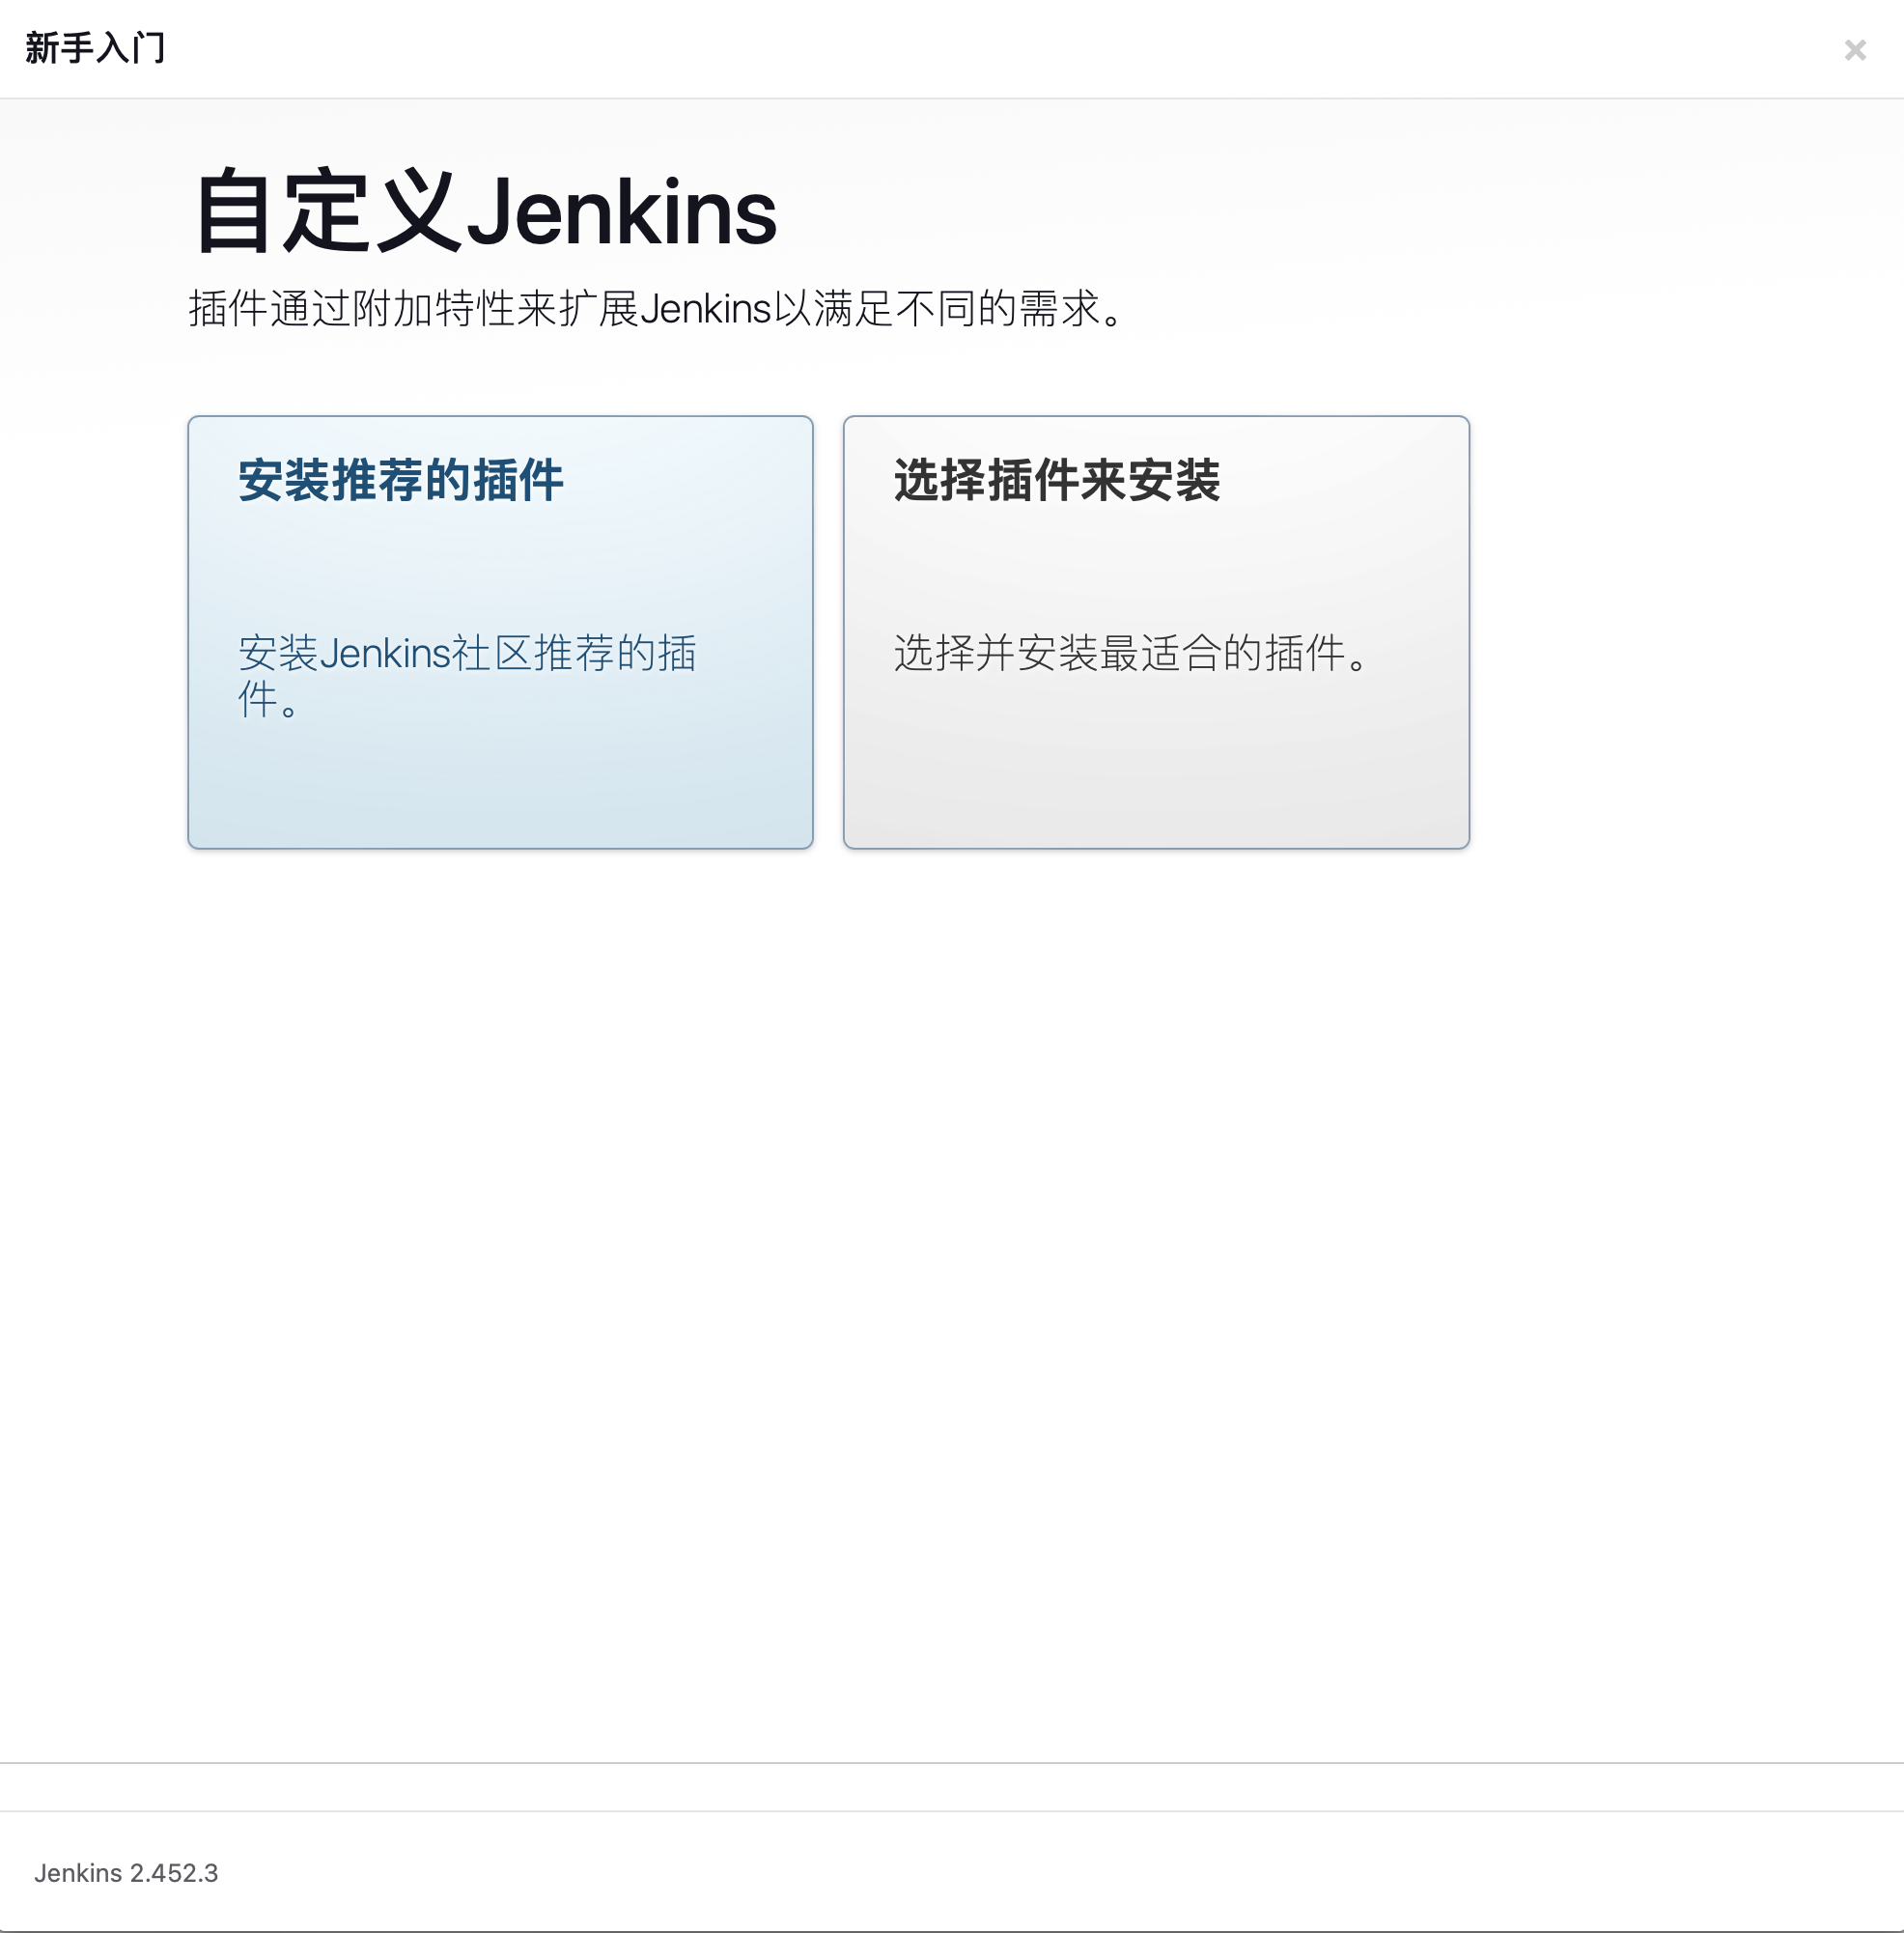 新手入门
×
自定义Jenkins
插件通过附加特性来扩展Jenkins以满足不同的需求。
安装推荐的插件
安装Jenkins社区推荐的插
件。
选择插件来安装
选择并安装最适合的插件。
Jenkins 2.452.3